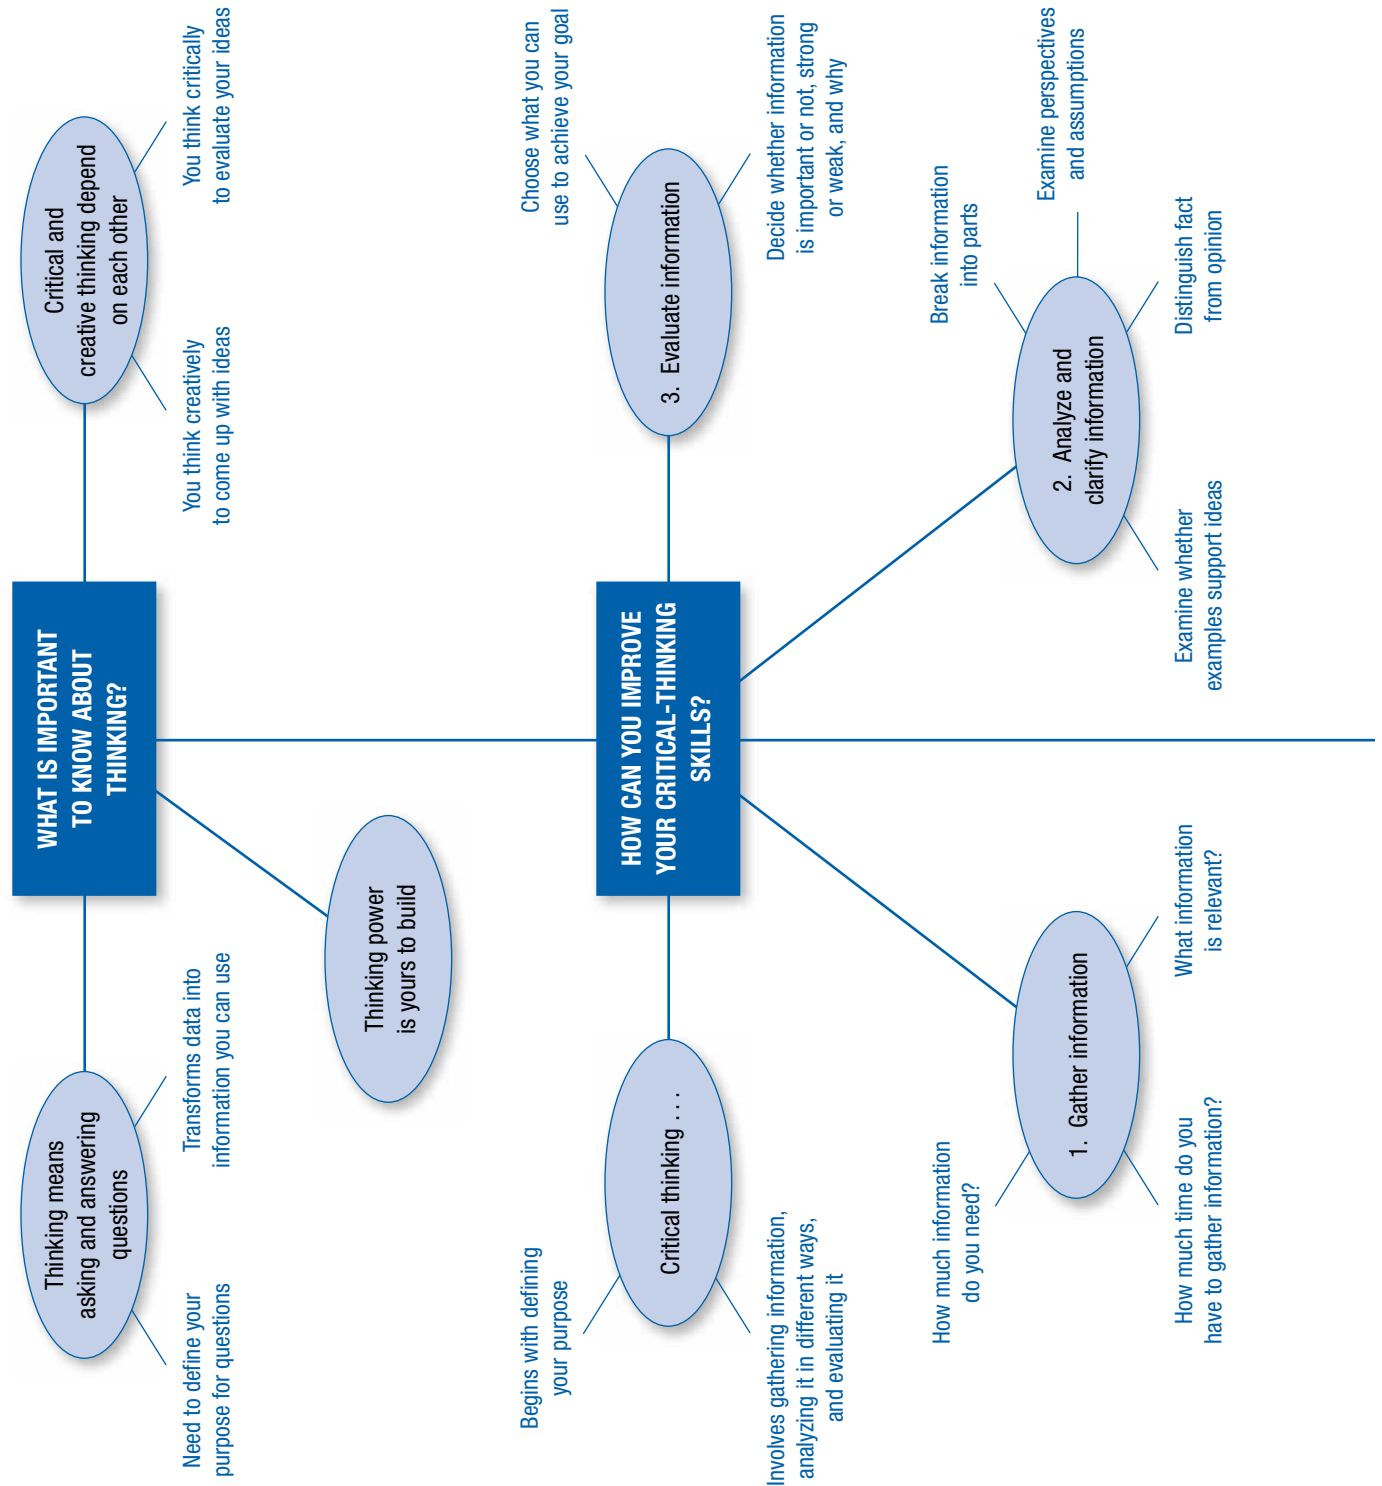 WHAT IS IMPORTANT
TO KNOW ABOUT
THINKING?
Thinking means
asking and answering
questions
Need to define your
purpose for questions
Transforms data into
information you can use
Thinking power
is yours to build
Critical and
creative thinking depend
on each other
You think creatively
to come up with ideas
You think critically
to evaluate your ideas
HOW CAN YOU IMPROVE
YOUR CRITICAL-THINKING
SKILLS?
Critical thinking . . .
Begins with defining
your purpose
Involves gathering information,
analyzing it in different ways,
and evaluating it
1. Gather information
How much information
do you need?
How much time do you
have to gather information?
What information
is relevant?
2. Analyze and
clarify information
Break information
into parts
Examine perspectives
and assumptions
Examine whether
examples support ideas
Distinguish fact
from opinion
3. Evaluate information
Choose what you can
use to achieve your goal
Decide whether information
is important or not, strong
or weak, and why